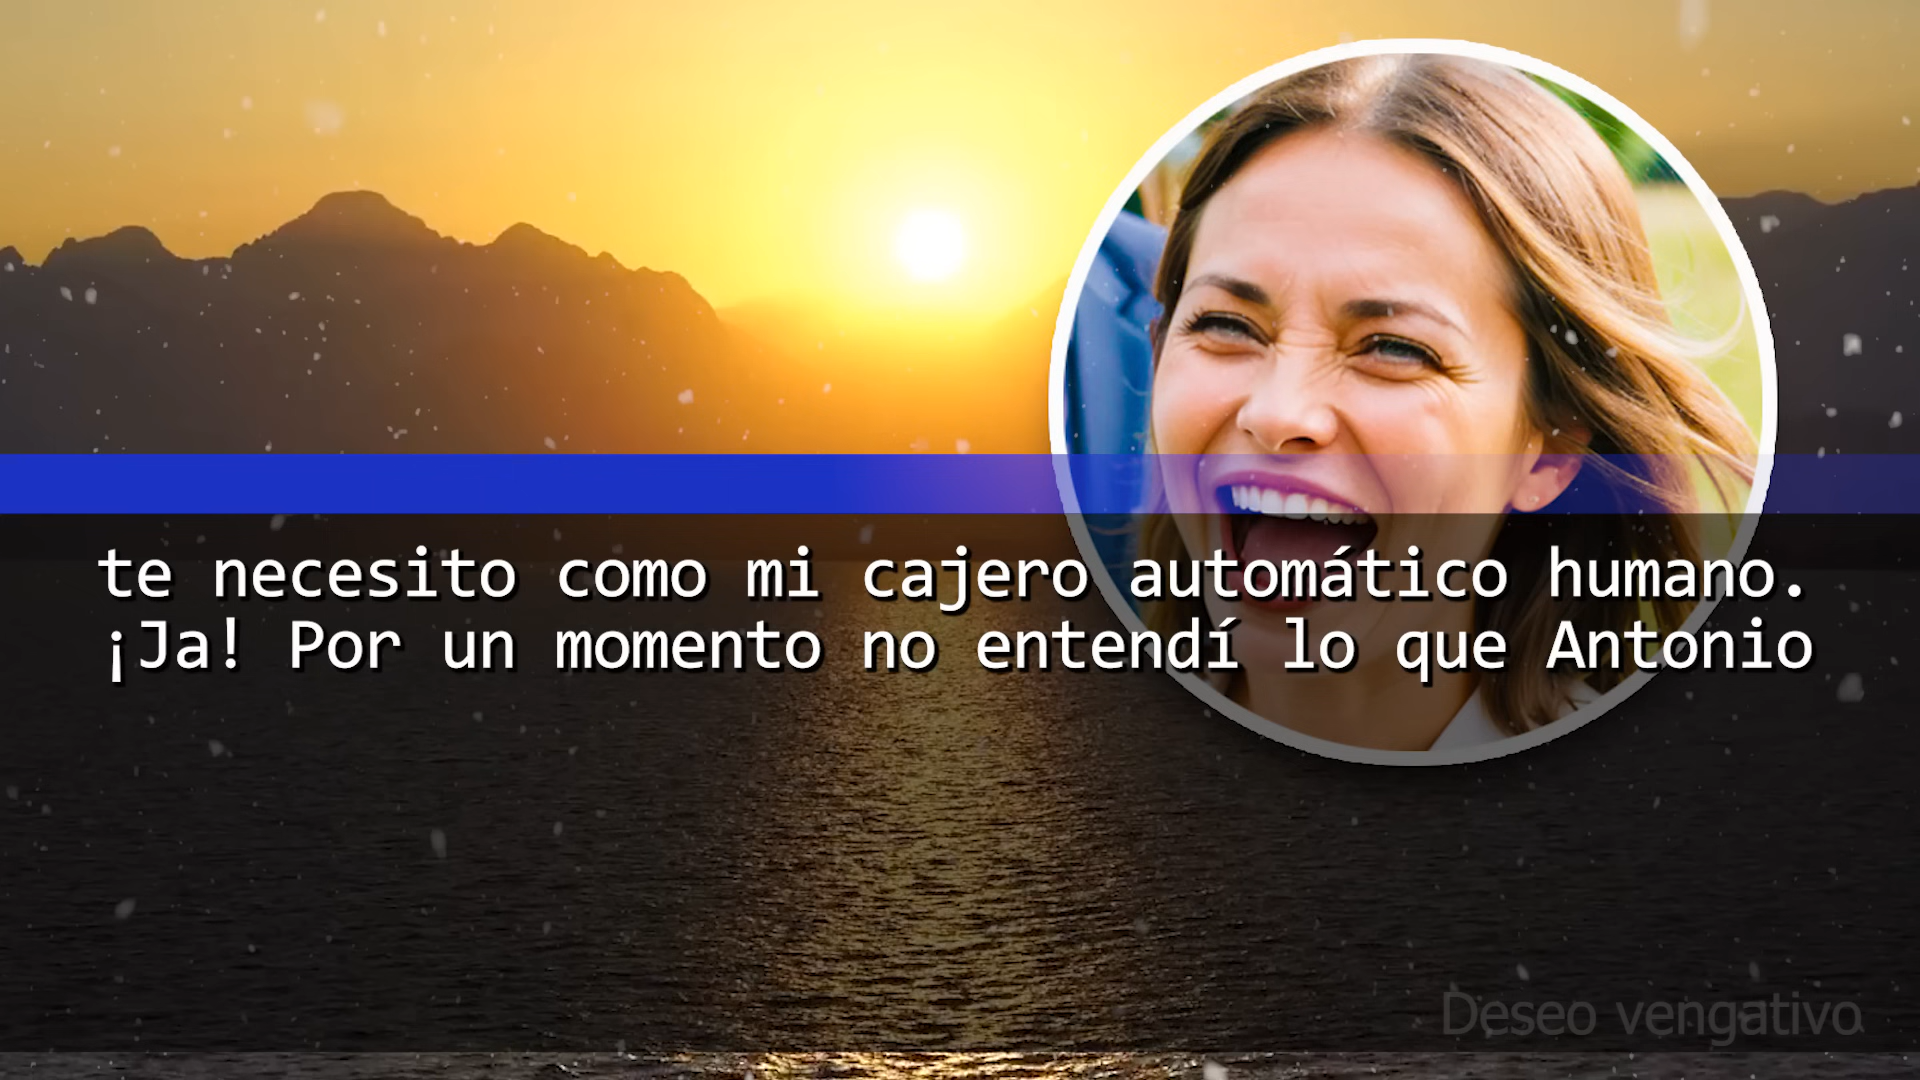 te necesito como mi cajero automático humano.
¡Ja! Por un momento no entendí lo que Antonio
Deseo vengativo